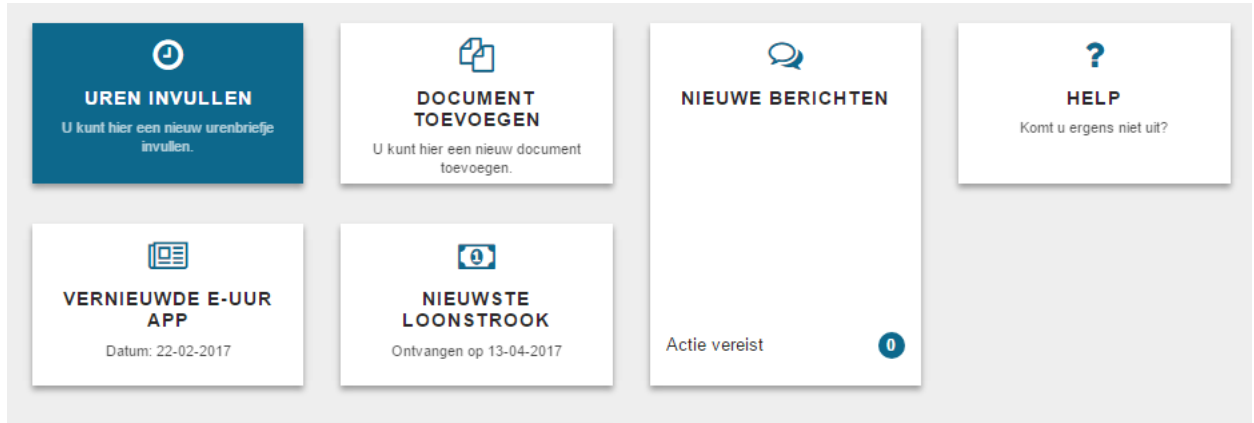 UREN INVULLEN
U kunt hier een nieuw urenbriefje
invullen.
DOCUMENT
TOEVOEGEN
U kunt hier een nieuw document
toevoegen.
NIEUWE BERICHTEN
Actie vereist 0
HELP
Komt u ergens niet uit?
VERNIEUWDE E-UUR
APP
Datum: 22-02-2017
NIEUWSTE
LOONSTROOK
Ontvangen op 13-04-2017